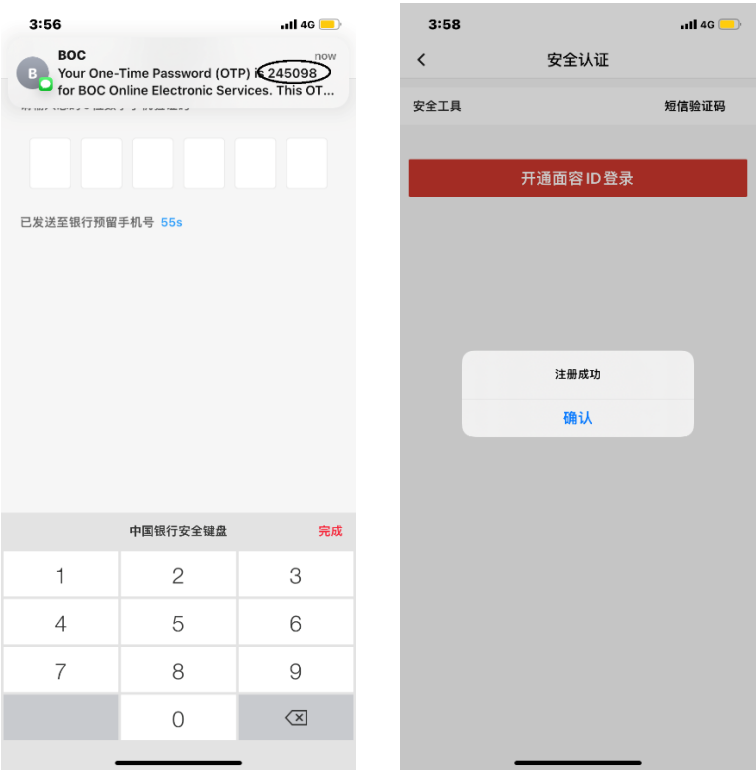 3:56
4G
BOC
now
B
Your One-Time Password (OTP) is 245098
for BOC Online Electronic Services. This OT...
已发送至银行预留手机号 55s
中国银行安全键盘
完成
1 2 3
4 5 6
7 8 9
0
3:58
4G
安全认证
安全工具
短信验证码
开通面容ID登录
注册成功
确认